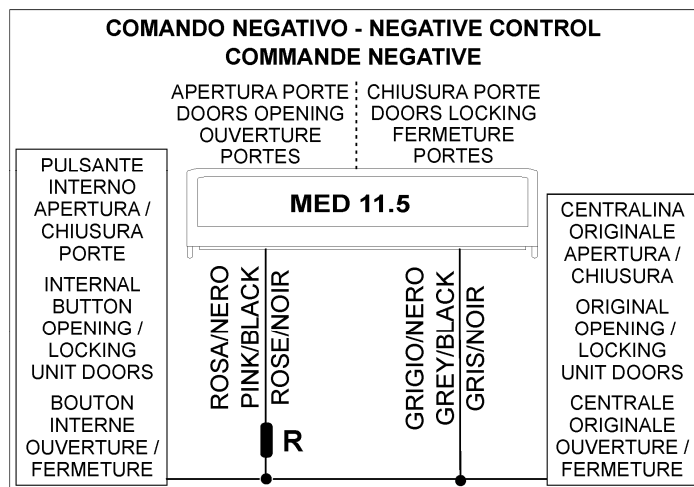 COMANDO NEGATIVO - NEGATIVE CONTROL
COMMANDE NEGATIVE
APERTURA PORTE
DOORS OPENING
OUVERTURE
PORTES
CHIUSURA PORTE
DOORS LOCKING
FERMETURE
PORTES
PULSANTE
INTERNO
APERTURA /
CHIUSURA
PORTE
INTERNAL
BUTTON
OPENING /
LOCKING
UNIT DOORS
BOUTON
INTERNE
OUVERTURE /
FERMETURE
MED 11.5
ROSA/NERO
PINK/BLACK
ROSE/NOIR
R
GRIGIO/NERO
GREY/BLACK
GRIS/NOIR
CENTRALINA
ORIGINALE
APERTURA /
CHIUSURA
ORIGINAL
OPENING /
LOCKING
UNIT DOORS
CENTRALE
ORIGINALE
OUVERTURE /
FERMETURE